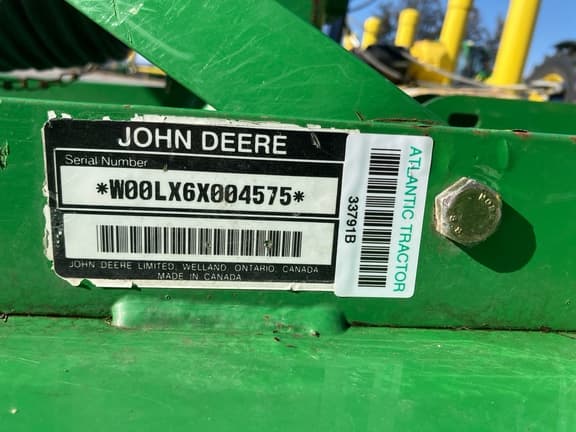 JOHN DEERE
Serial Number
*W00LX6X004575*
JOHN DEERE LIMITED, WELLAND, ONTARIO, CANADA
MADE IN CANADA
33791B
ATLANTIC TRACTOR